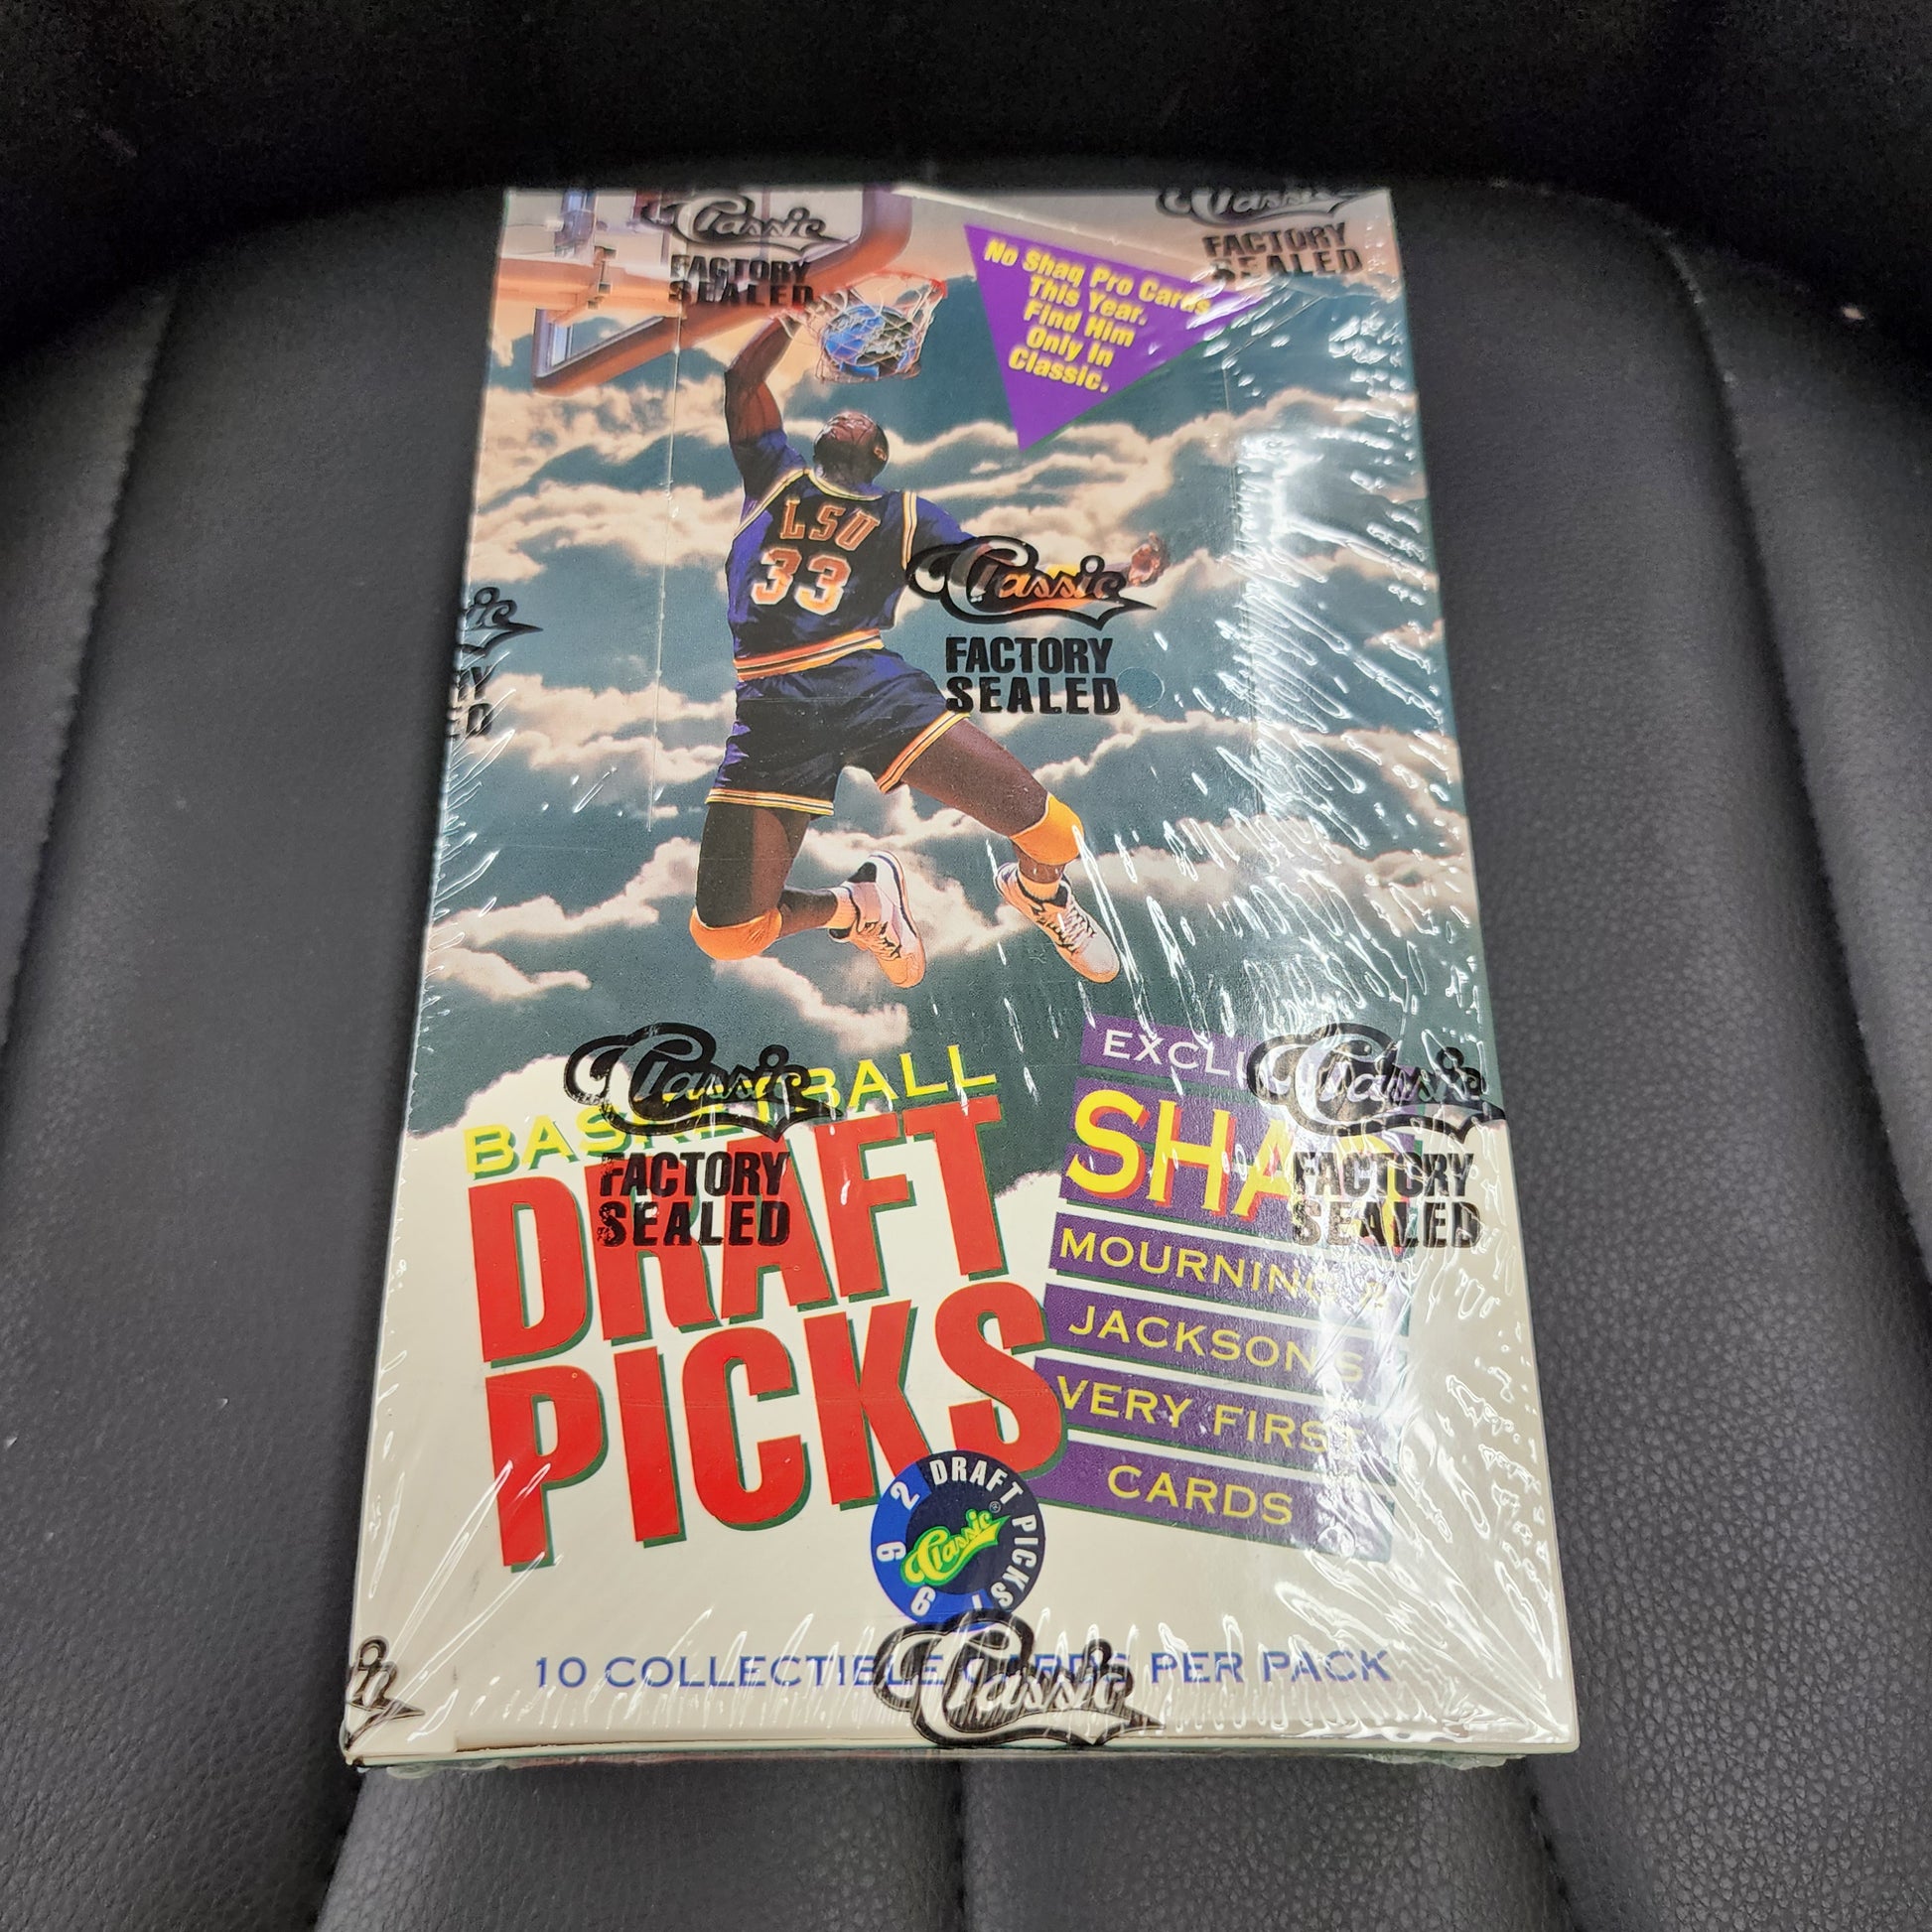 Classic
FACTORY
SEALED
Classic
FACTORY
SEALED
No Shaq Pro Cards
This Year.
Find Him
Only In
Classic.
LSU
33
Classic
FACTORY
SEALED
Classic
FACTORY
SEALED
Classic
FACTORY
SEALED
BASKETBALL
DRAFT
PICKS
SHAQ
MOURNING &
JACKSON'S
VERY FIRST
CARDS
1992 DRAFT PICKS
Classic
10 COLLECTIBLE CARDS PER PACK
Classic